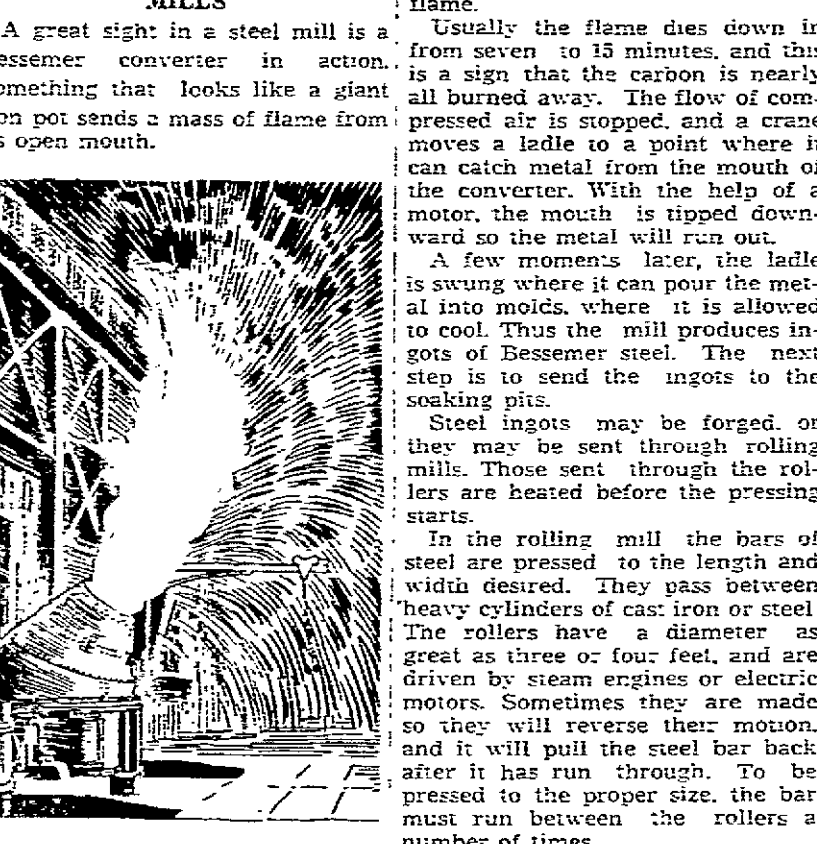 MILLS
A great sight in a steel mill is a
essemer converter in action.
omething that looks like a giant
on pot sends a mass of flame from
s open mouth.
flame.
Usually the flame dies down in
from seven to 15 minutes, and this
is a sign that the carbon is nearly
all burned away. The flow of com-
pressed air is stopped, and a crane
moves a ladle to a point where it
can catch metal from the mouth of
the converter. With the help of a
motor, the mouth is tipped down-
ward so the metal will run out.
A few moments later, the ladle
is swung where it can pour the met-
al into molds, where it is allowed
to cool. Thus the mill produces in-
gots of Bessemer steel. The next
step is to send the ingots to the
soaking pits.
Steel ingots may be forged, or
they may be sent through rolling
mills. Those sent through the rol-
lers are heated before the pressing
starts.
In the rolling mill the bars of
steel are pressed to the length and
width desired. They pass between
heavy cylinders of cast iron or steel
The rollers have a diameter as
great as three or four feet, and are
driven by steam engines or electric
motors. Sometimes they are made
so they will reverse their motion,
and it will pull the steel bar back
after it has run through. To be
pressed to the proper size, the bar
must run between the rollers a
number of times